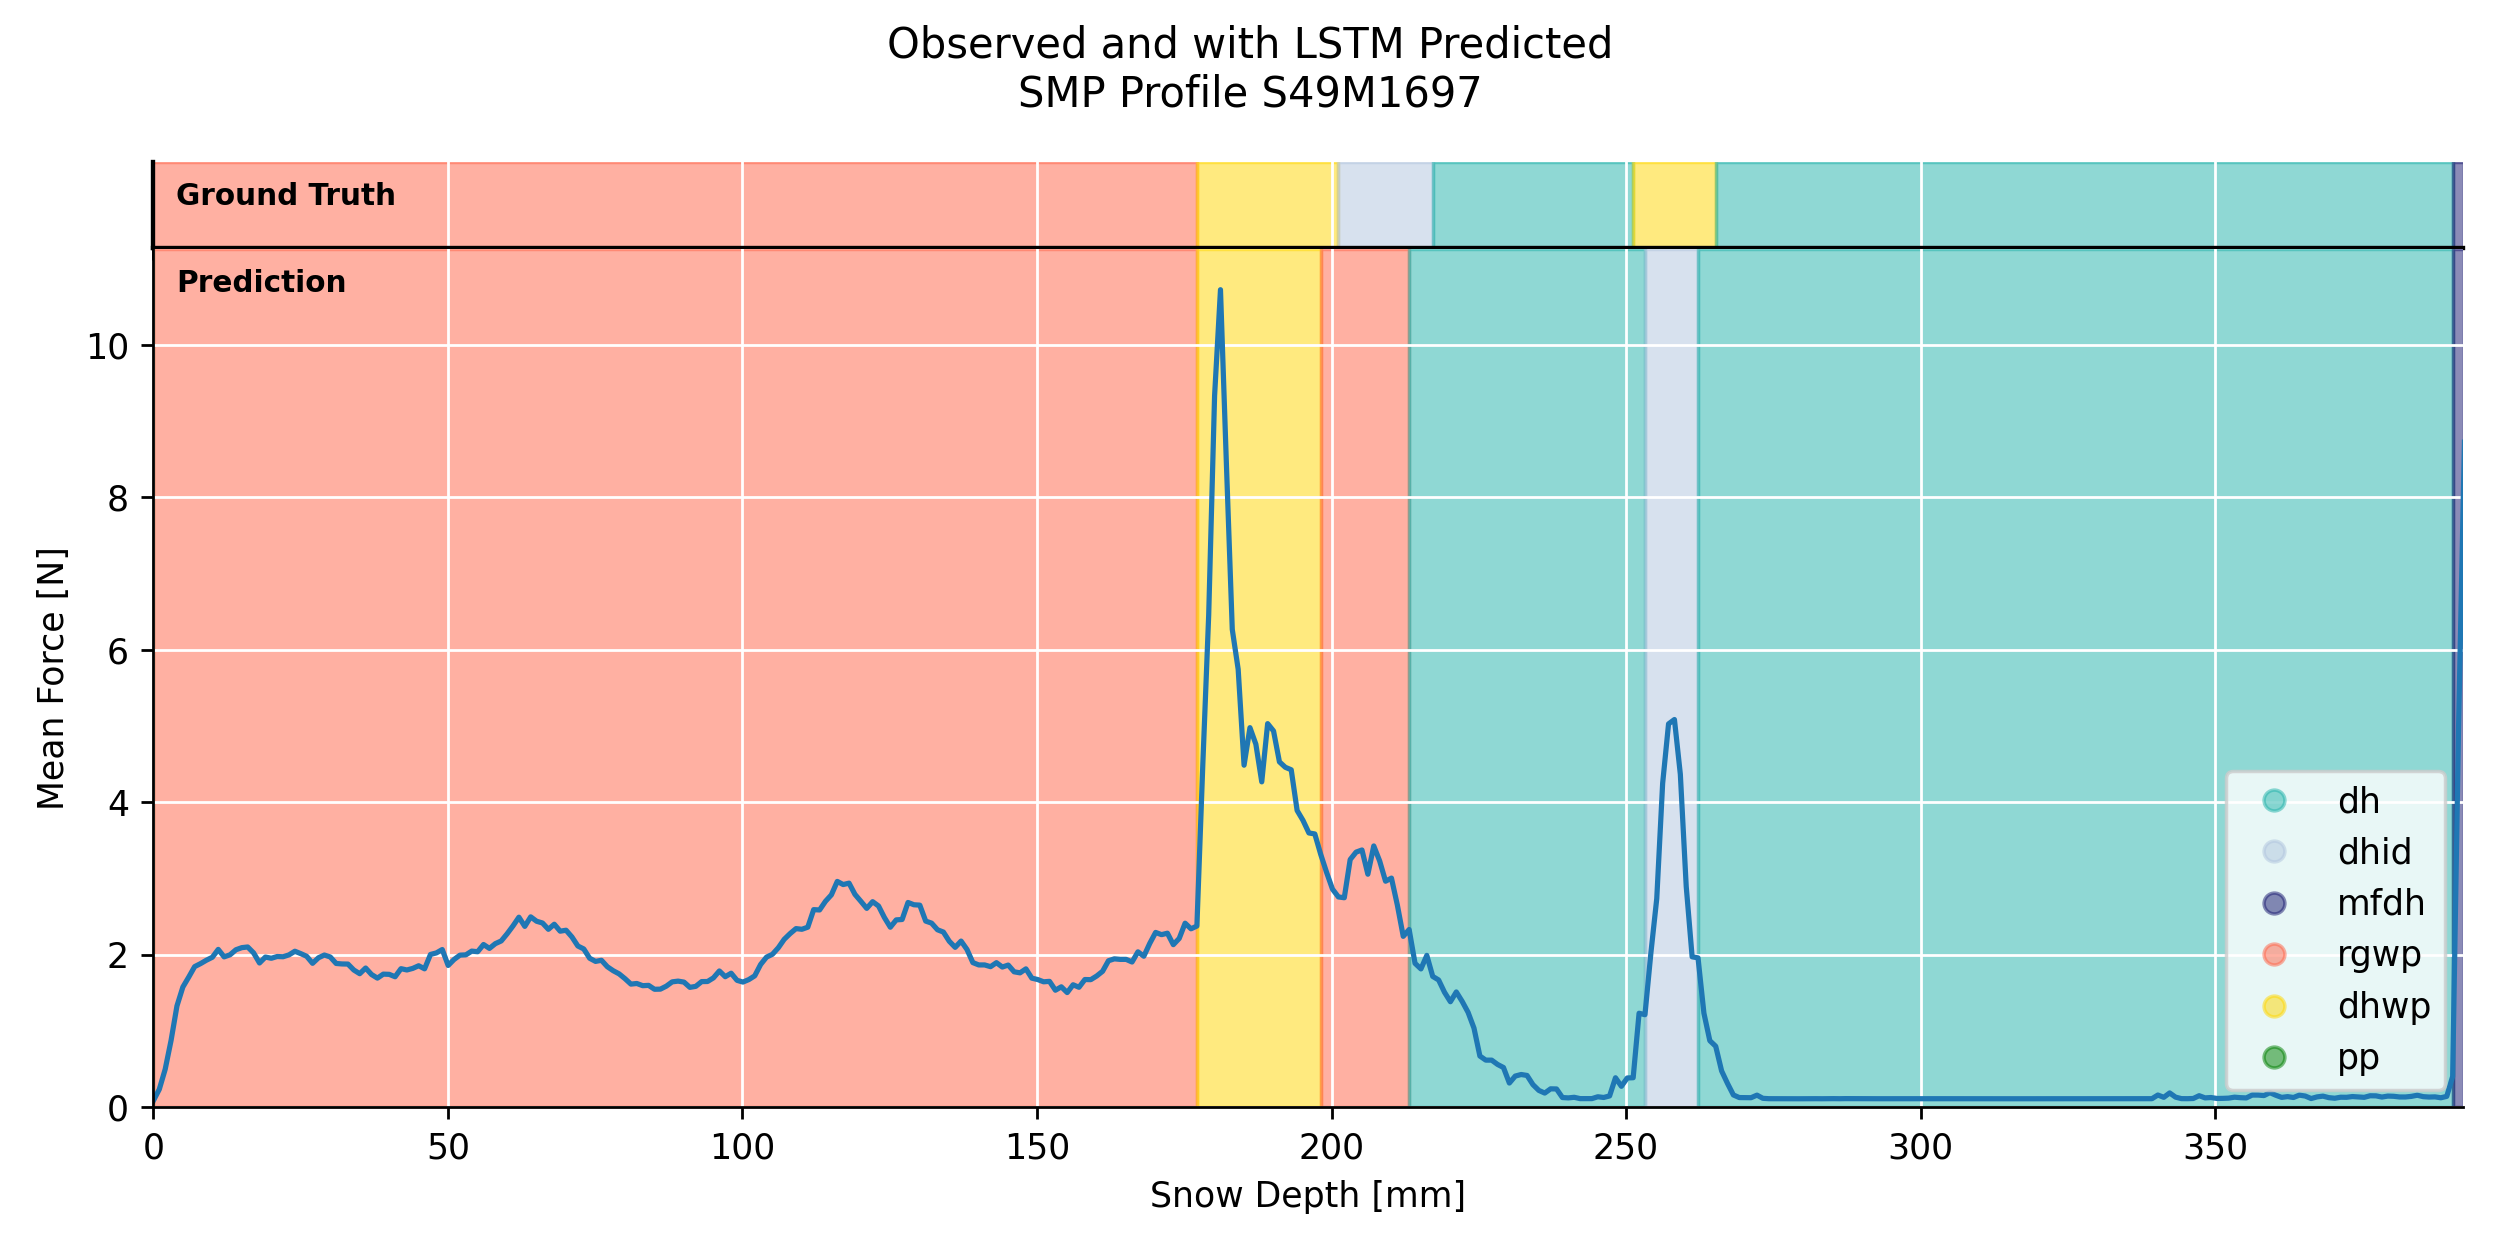 Observed and with LSTM Predicted
SMP Profile S49M1697
Ground Truth
Prediction
10
8
6
4
2
0
Mean Force [N]
dh
dhid
mfdh
rgwp
dhwp
pp
0 50 100 150 200 250 300 350
Snow Depth [mm]